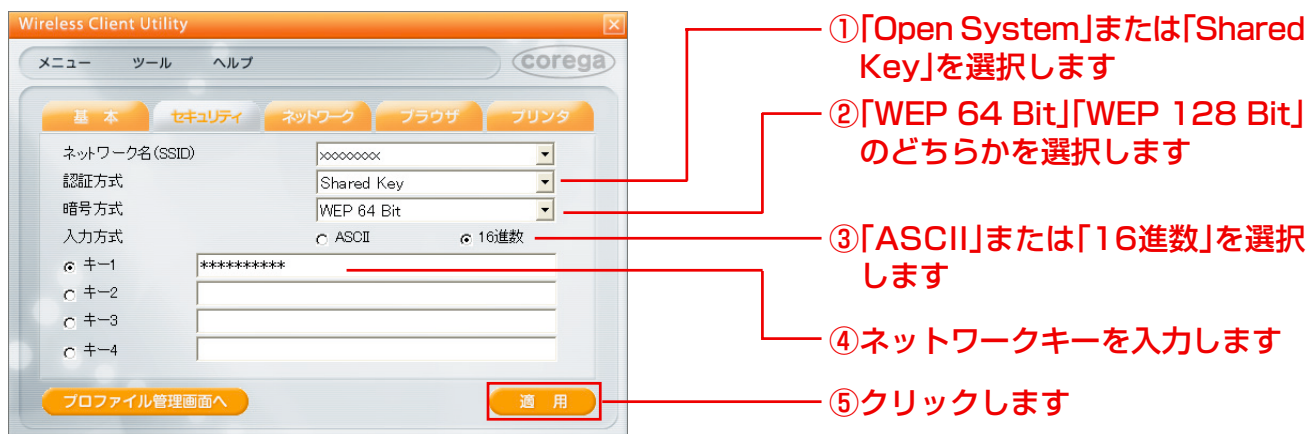 Wireless Client Utility
メニュー ツール ヘルプ
corega
基 本 セキュリティ ネットワーク ブラウザ プリンタ
ネットワーク名(SSID) xxxxxxxx
認証方式 Shared Key
暗号方式 WEP 64 Bit
入力方式 ASCII 16進数
キー1 **********
キー2
キー3
キー4
プロファイル管理画面へ 適 用
①「Open System」または「Shared
Key」を選択します
②「WEP 64 Bit」「WEP 128 Bit」
のどちらかを選択します
③「ASCII」または「16進数」を選択
します
④ネットワークキーを入力します
⑤クリックします